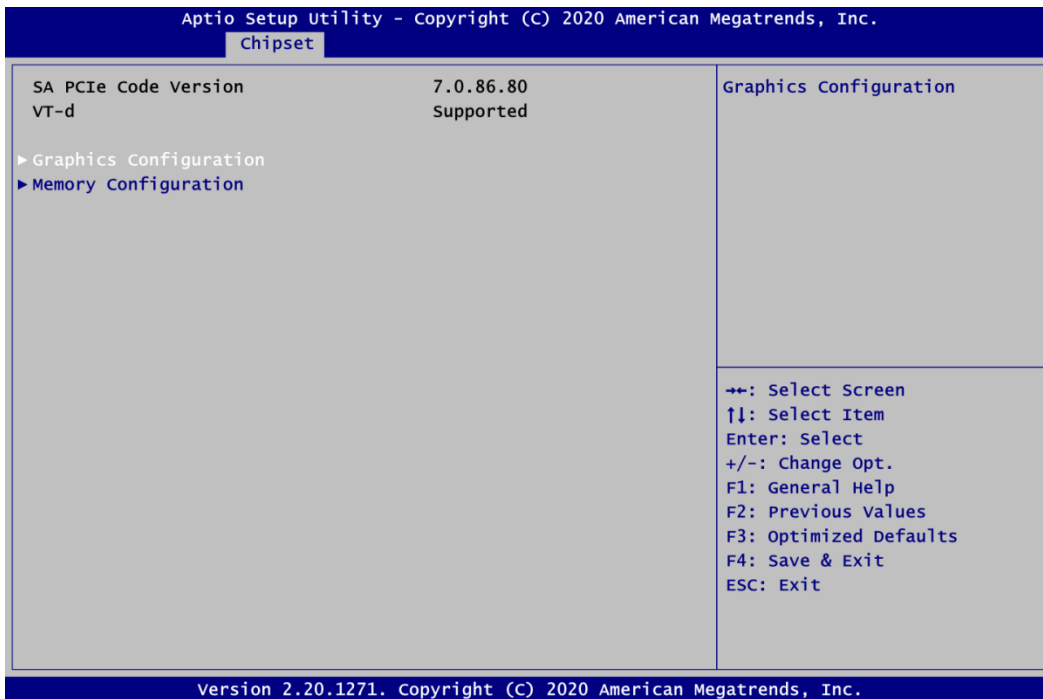 Aptio Setup Utility - Copyright (C) 2020 American Megatrends, Inc.
Chipset
SA PCIe Code Version 7.0.86.80
VT-d Supported
►Graphics Configuration
►Memory Configuration
Graphics Configuration
→←: Select Screen
↑↓: Select Item
Enter: Select
+/-: Change Opt.
F1: General Help
F2: Previous Values
F3: Optimized Defaults
F4: Save & Exit
ESC: Exit
Version 2.20.1271. Copyright (C) 2020 American Megatrends, Inc.